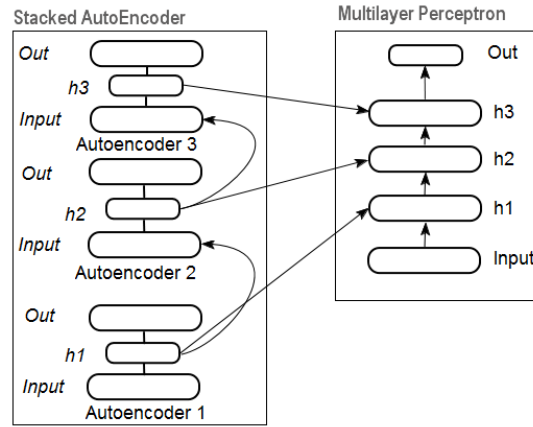 Stacked AutoEncoder
Out
h3
Input
Autoencoder 3
Out
h2
Input
Autoencoder 2
Out
h1
Input
Autoencoder 1
Multilayer Perceptron
Out
h3
h2
h1
Input